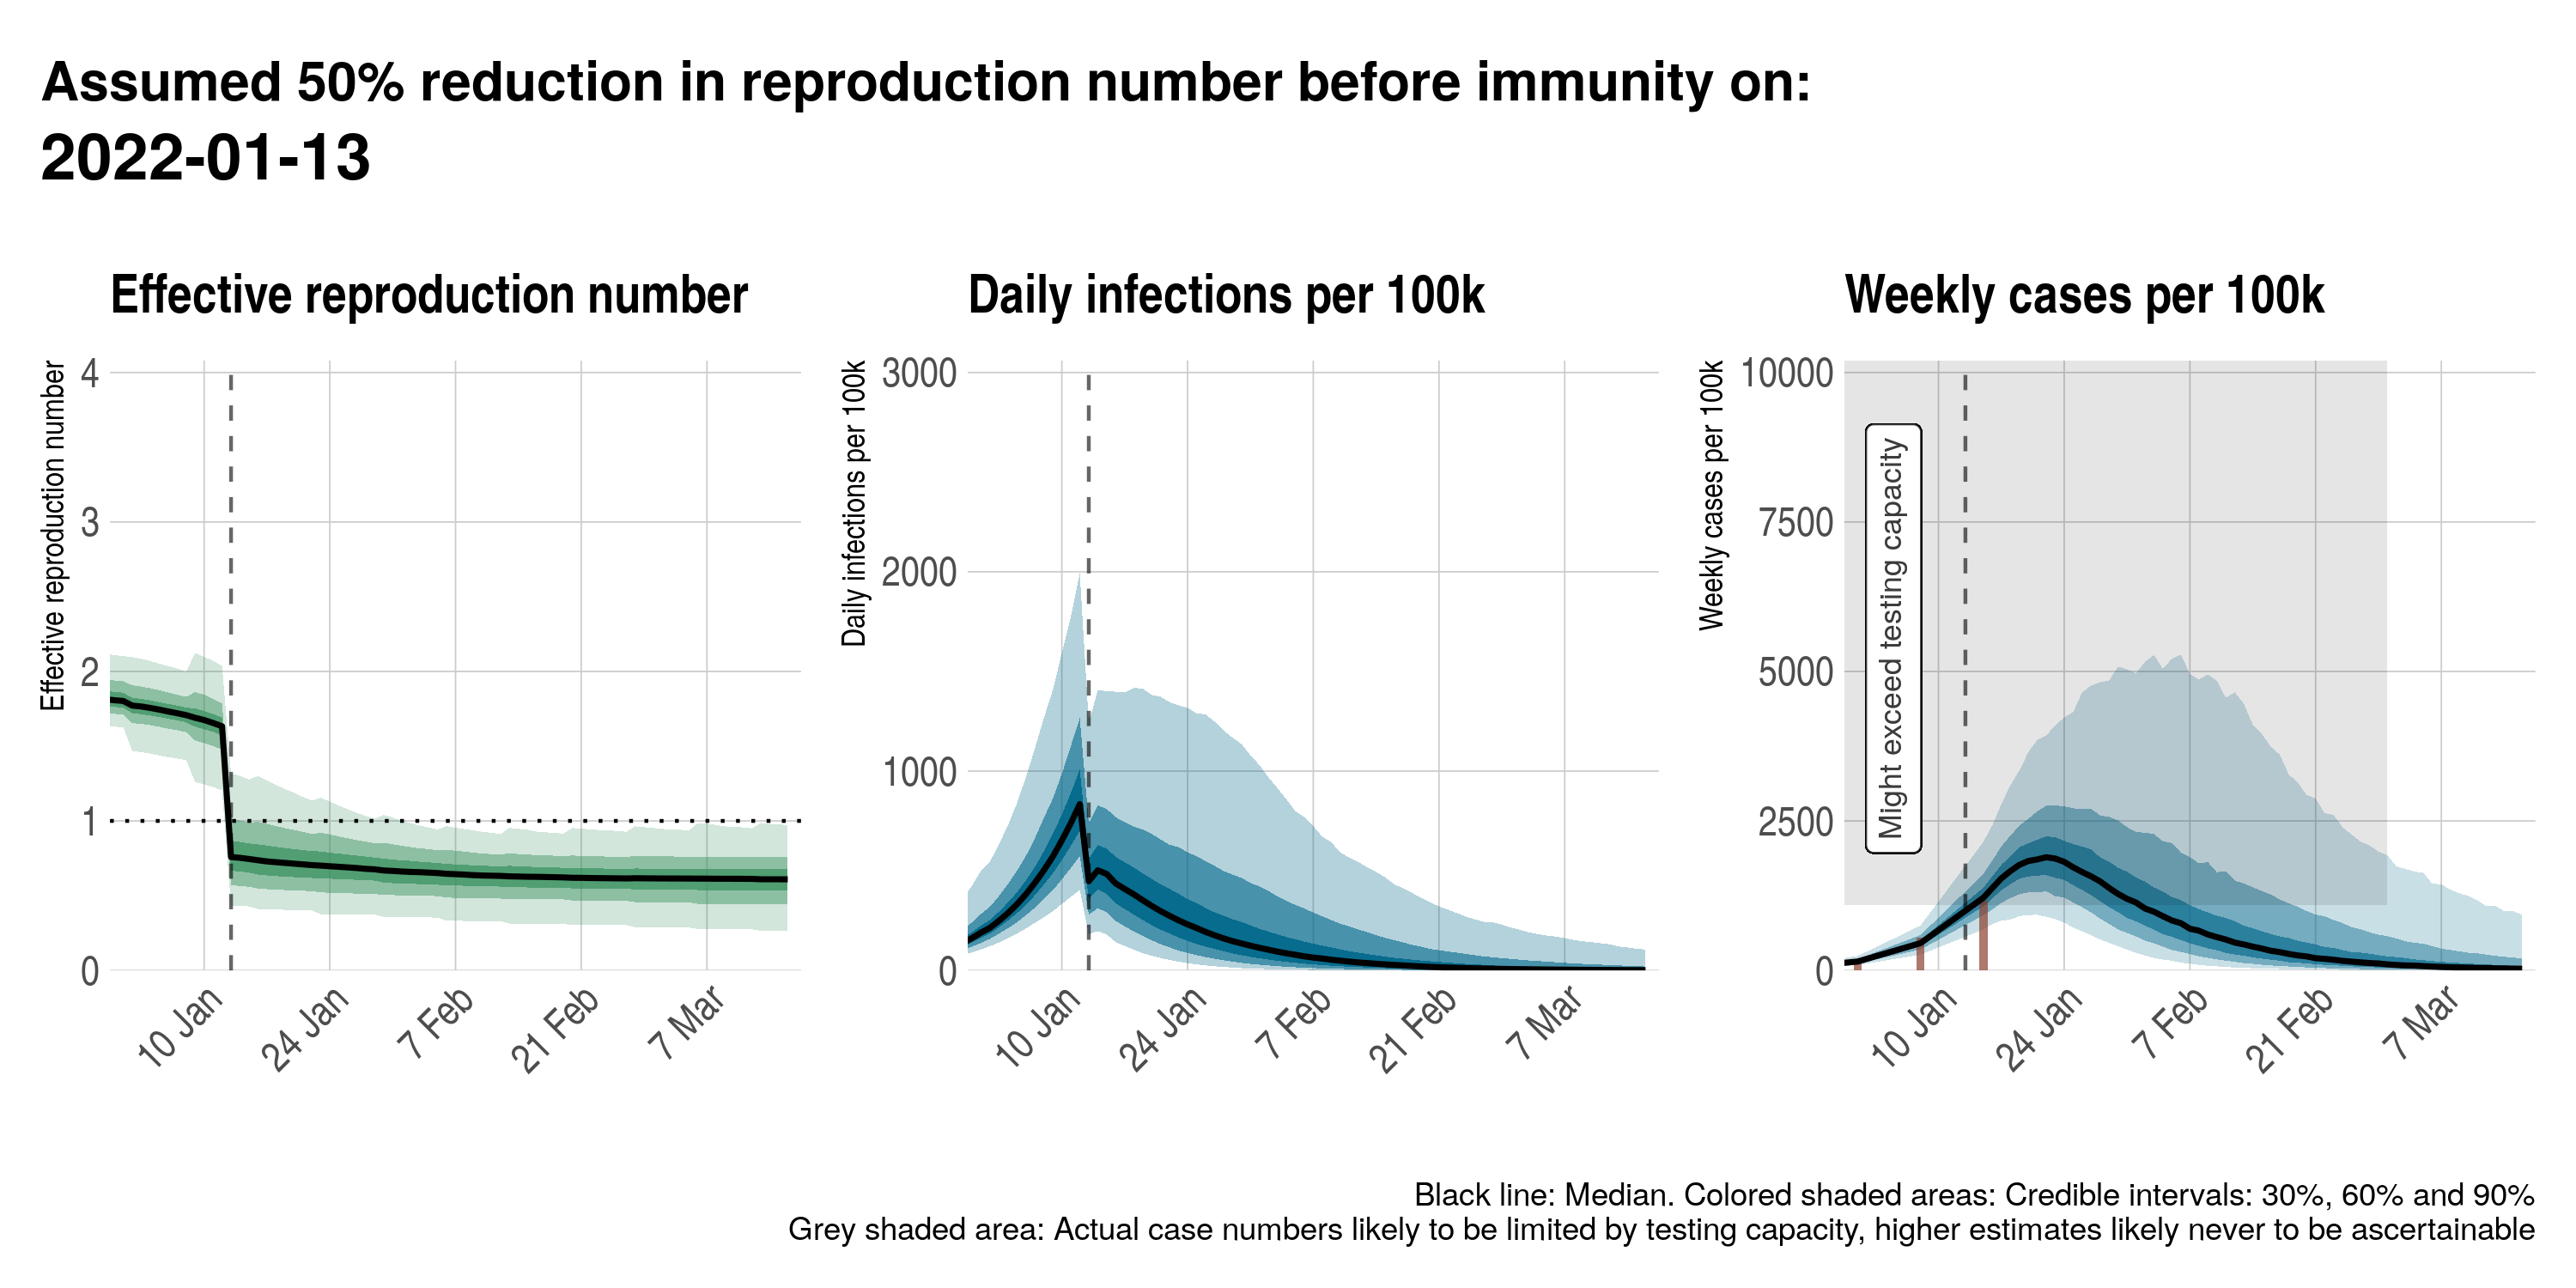 Assumed 50% reduction in reproduction number before immunity on:
2022-01-13
Effective reproduction number
Effective reproduction number
4
3
2
1
0
10 Jan
24 Jan
7 Feb
21 Feb
7 Mar
Daily infections per 100k
Daily infections per 100k
3000
2000
1000
0
10 Jan
24 Jan
7 Feb
21 Feb
7 Mar
Weekly cases per 100k
Weekly cases per 100k
10000
7500
5000
2500
0
Might exceed testing capacity
10 Jan
24 Jan
7 Feb
21 Feb
7 Mar
Black line: Median. Colored shaded areas: Credible intervals: 30%, 60% and 90%
Grey shaded area: Actual case numbers likely to be limited by testing capacity, higher estimates likely never to be ascertainable